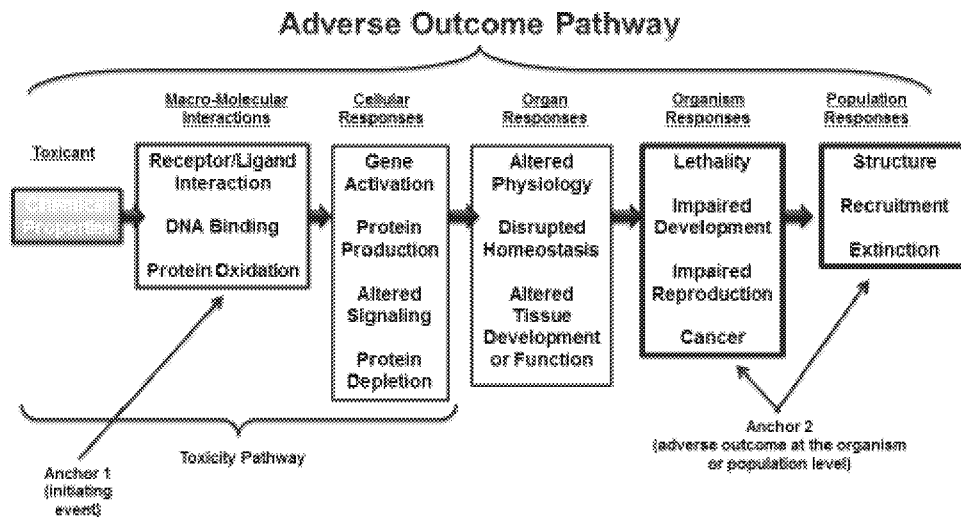 Adverse Outcome Pathway
Toxicant
Macro-Molecular
Interactions
Receptor/Ligand
Interaction
DNA Binding
Protein Oxidation
Cellular
Responses
Gene
Activation
Protein
Production
Altered
Signaling
Protein
Depletion
Organ
Responses
Altered
Physiology
Disrupted
Homeostasis
Altered
Tissue
Development
or Function
Organism
Responses
Lethality
Impaired
Development
Impaired
Reproduction
Cancer
Population
Responses
Structure
Recruitment
Extinction
Toxicity Pathway
Anchor 1
(initiating
event)
Anchor 2
(adverse outcome at the organism
or population level)